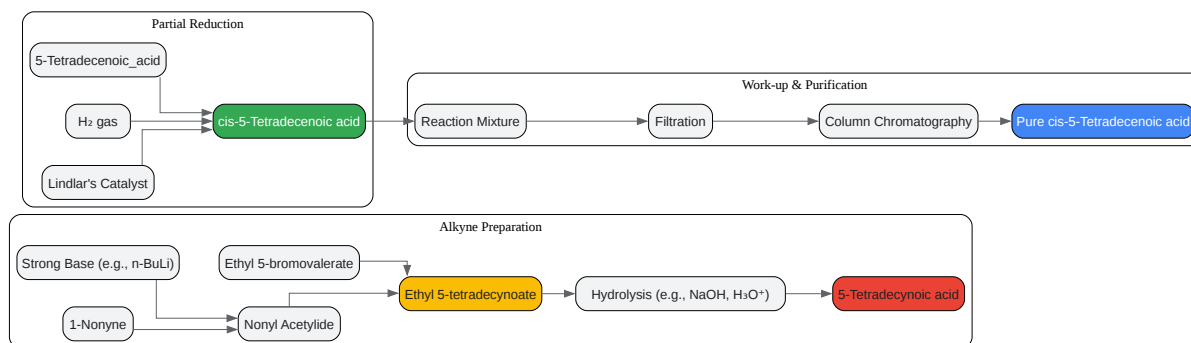 Partial Reduction
5-Tetradecenoic_acid
H₂ gas
Lindlar's Catalyst
cis-5-Tetradecenoic acid
Work-up & Purification
Reaction Mixture
Filtration
Column Chromatography
Pure cis-5-Tetradecenoic acid
Alkyne Preparation
Strong Base (e.g., n-BuLi)
1-Nonyne
Ethyl 5-bromovalerate
Nonyl Acetylide
Ethyl 5-tetradecynoate
Hydrolysis (e.g., NaOH, H₃O⁺)
5-Tetradecynoic acid